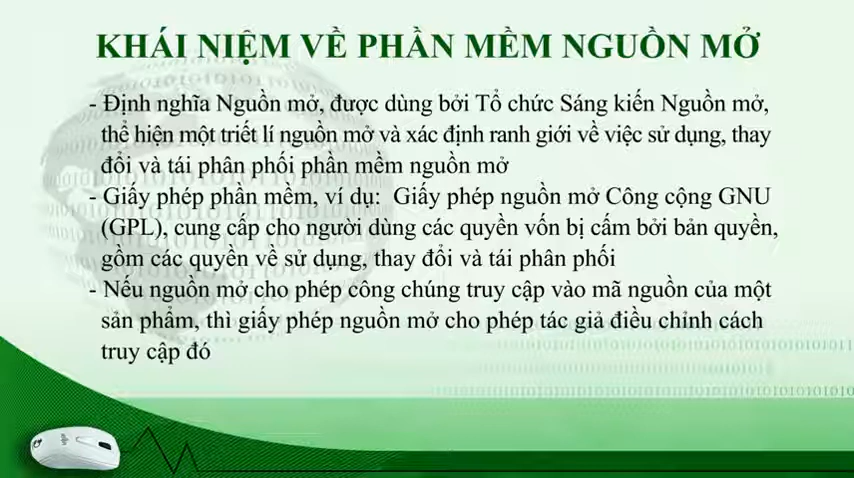 KHÁI NIỆM VỀ PHẦN MỀM NGUỒN MỞ
- Định nghĩa Nguồn mở, được dùng bởi Tổ chức Sáng kiến Nguồn mở,
thể hiện một triết lí nguồn mở và xác định ranh giới về việc sử dụng, thay
đổi và tái phân phối phần mềm nguồn mở
- Giấy phép phần mềm, ví dụ: Giấy phép nguồn mở Công cộng GNU
(GPL), cung cấp cho người dùng các quyền vốn bị cấm bởi bản quyền,
gồm các quyền về sử dụng, thay đổi và tái phân phối
- Nếu nguồn mở cho phép công chúng truy cập vào mã nguồn của một
sản phẩm, thì giấy phép nguồn mở cho phép tác giả điều chỉnh cách
truy cập đó